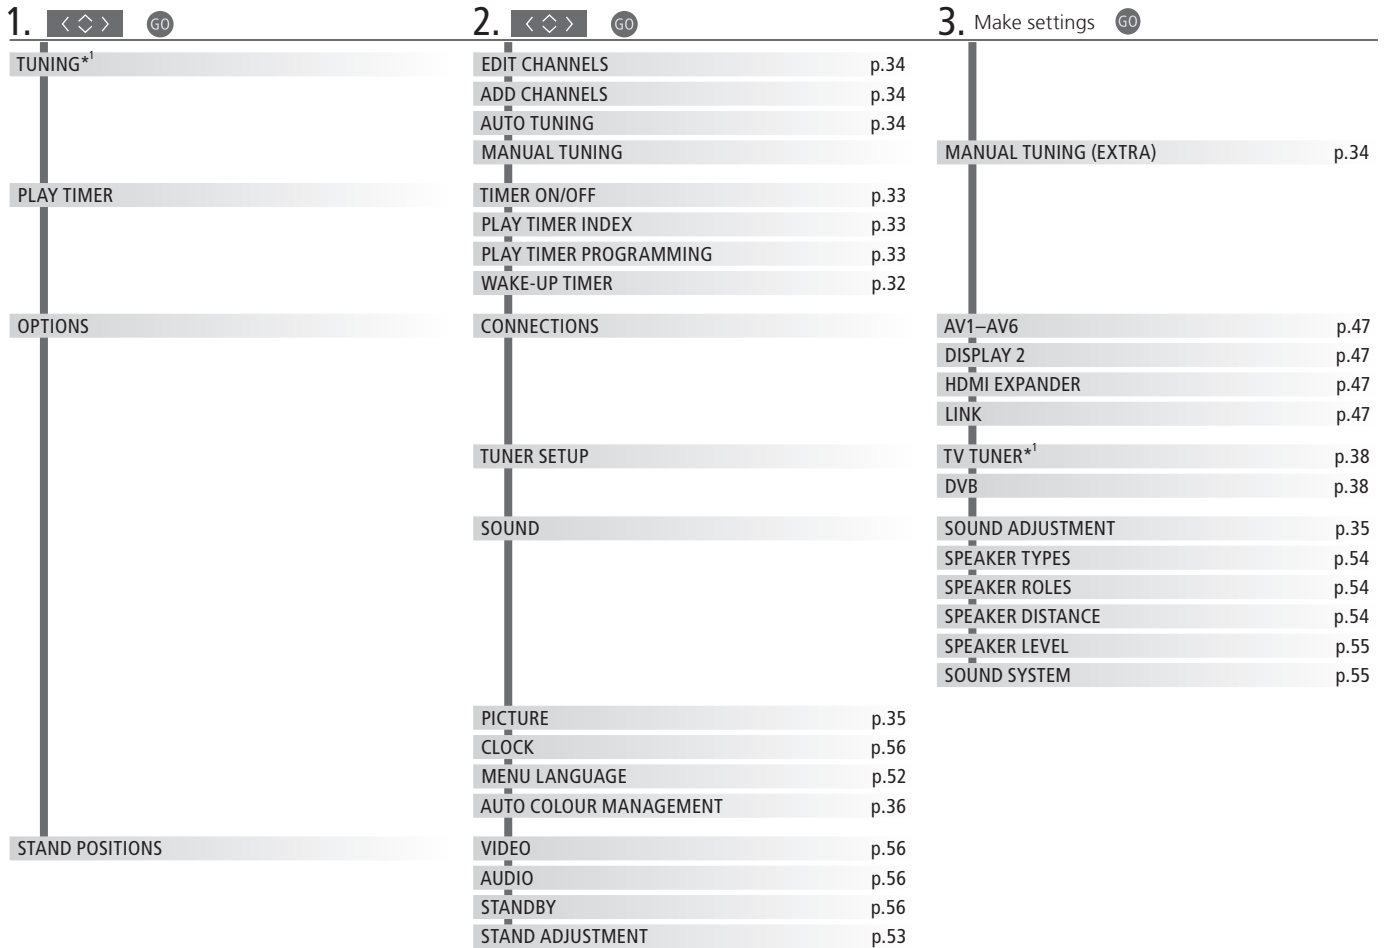 1. GO 2. GO 3. Make settings GO
TUNING*1 EDIT CHANNELS p.34
ADD CHANNELS p.34
AUTO TUNING p.34
MANUAL TUNING MANUAL TUNING (EXTRA) p.34
PLAY TIMER TIMER ON/OFF p.33
PLAY TIMER INDEX p.33
PLAY TIMER PROGRAMMING p.33
WAKE-UP TIMER p.32
OPTIONS CONNECTIONS AV1–AV6 p.47
DISPLAY 2 p.47
HDMI EXPANDER p.47
LINK p.47
TUNER SETUP TV TUNER*1 p.38
DVB p.38
SOUND SOUND ADJUSTMENT p.35
SPEAKER TYPES p.54
SPEAKER ROLES p.54
SPEAKER DISTANCE p.54
SPEAKER LEVEL p.55
SOUND SYSTEM p.55
PICTURE p.35
CLOCK p.56
MENU LANGUAGE p.52
AUTO COLOUR MANAGEMENT p.36
STAND POSITIONS VIDEO p.56
AUDIO p.56
STANDBY p.56
STAND ADJUSTMENT p.53